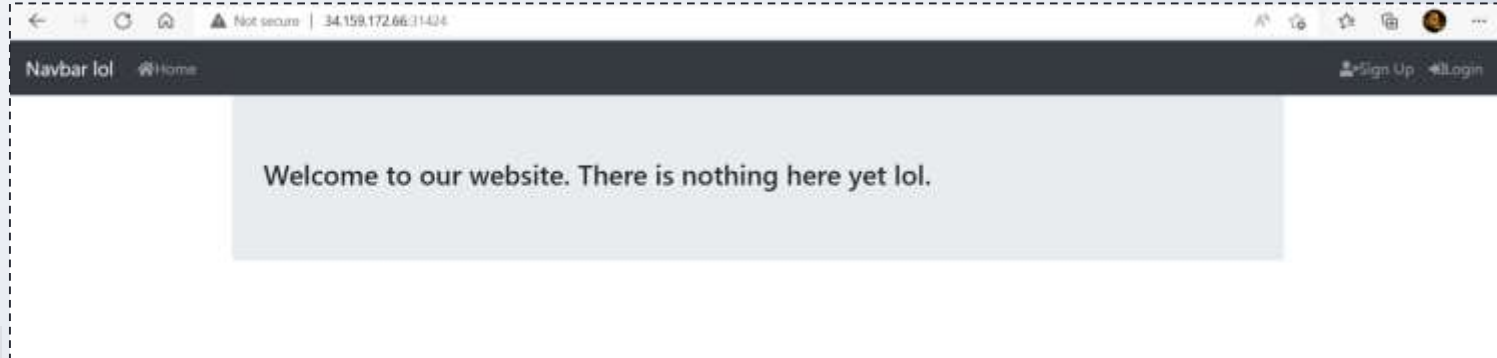 Not secure | 34.159.172.66:31424
Navbar lol Home Sign Up Login
Welcome to our website. There is nothing here yet lol.